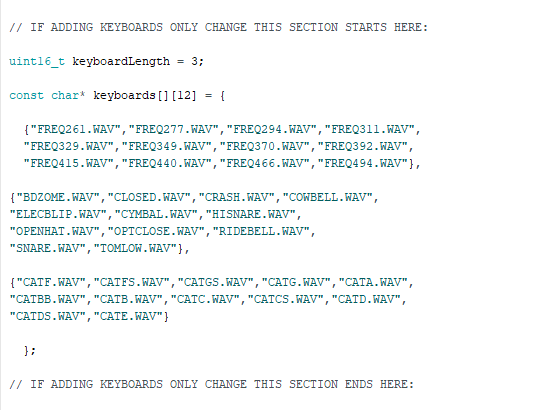 // IF ADDING KEYBOARDS ONLY CHANGE THIS SECTION STARTS HERE:
uint16_t keyboardLength = 3;
const char* keyboards[][12] = {
{"FREQ261.WAV","FREQ277.WAV","FREQ294.WAV","FREQ311.WAV",
"FREQ329.WAV","FREQ349.WAV","FREQ370.WAV","FREQ392.WAV",
"FREQ415.WAV","FREQ440.WAV","FREQ466.WAV","FREQ494.WAV"},
{"BDZOME.WAV","CLOSED.WAV","CRASH.WAV","COWBELL.WAV",
"ELECBLIP.WAV","CYMBAL.WAV","HISNARE.WAV",
"OPENHAT.WAV","OPTCLOSE.WAV","RIDEBELL.WAV",
"SNARE.WAV","TOMLOW.WAV"},
{"CATF.WAV","CATFS.WAV","CATGS.WAV","CATG.WAV","CATA.WAV",
"CATBB.WAV","CATB.WAV","CATC.WAV","CATCS.WAV","CATD.WAV",
"CATDS.WAV","CATE.WAV"}
};
// IF ADDING KEYBOARDS ONLY CHANGE THIS SECTION ENDS HERE: